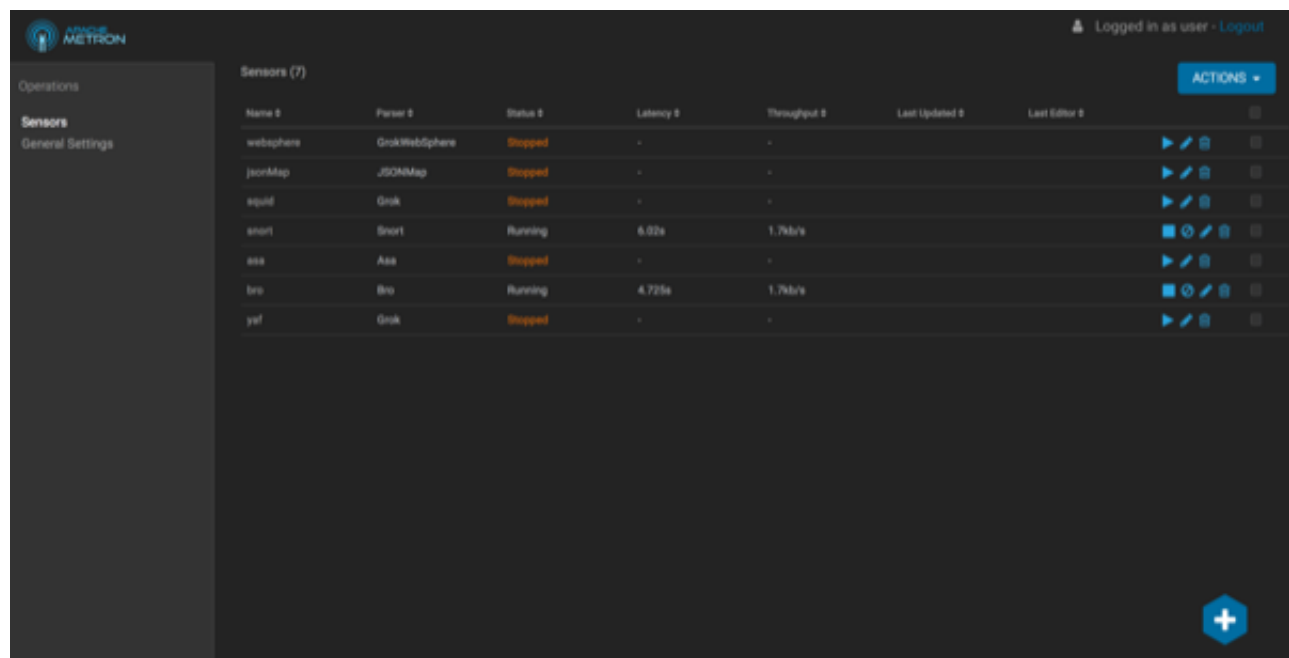 APACHE
METRON
Logged in as user - Logout
Operations
Sensors
General Settings
Sensors (7)
ACTIONS
Name Parser Status Latency Throughput Last Updated Last Editor
websphere GrokWebSphere Stopped - -
jsonMap JSONMap Stopped - -
squid Grok Stopped - -
snort Snort Running 6.02s 1.7kb/s
asa Asa Stopped - -
bro Bro Running 4.725s 1.7kb/s
yaf Grok Stopped - -